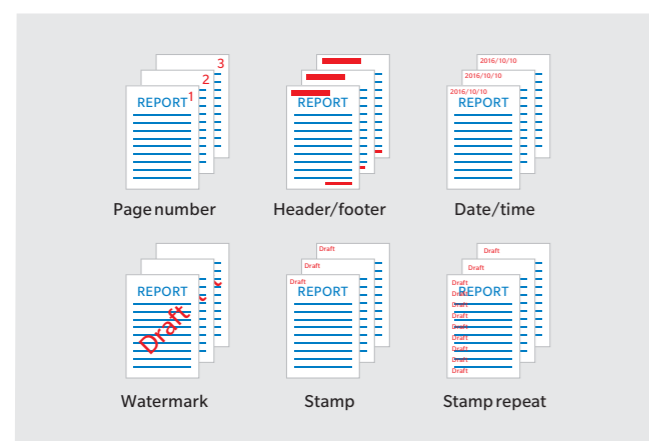 3
2
1
REPORT
Page number
REPORT
Header/footer
2016/10/10
2016/10/10
2016/10/10
REPORT
Date/time
REPORT
Draft
Watermark
Draft
Draft
Draft
REPORT
Stamp
Draft
Draft
Draft
Draft
REPORT
Draft
Draft
Draft
Draft
Draft
Draft
Draft
Stamp repeat